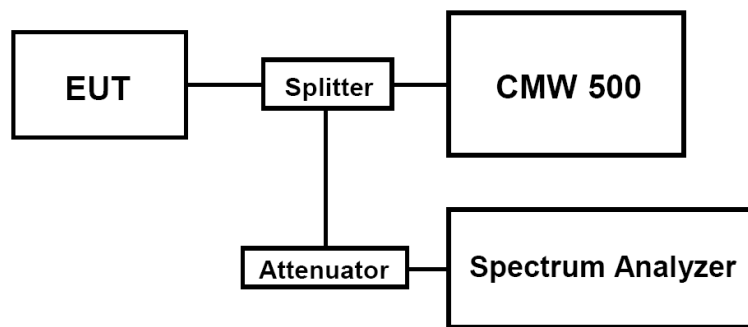 EUT
Splitter
CMW 500
Attenuator
Spectrum Analyzer